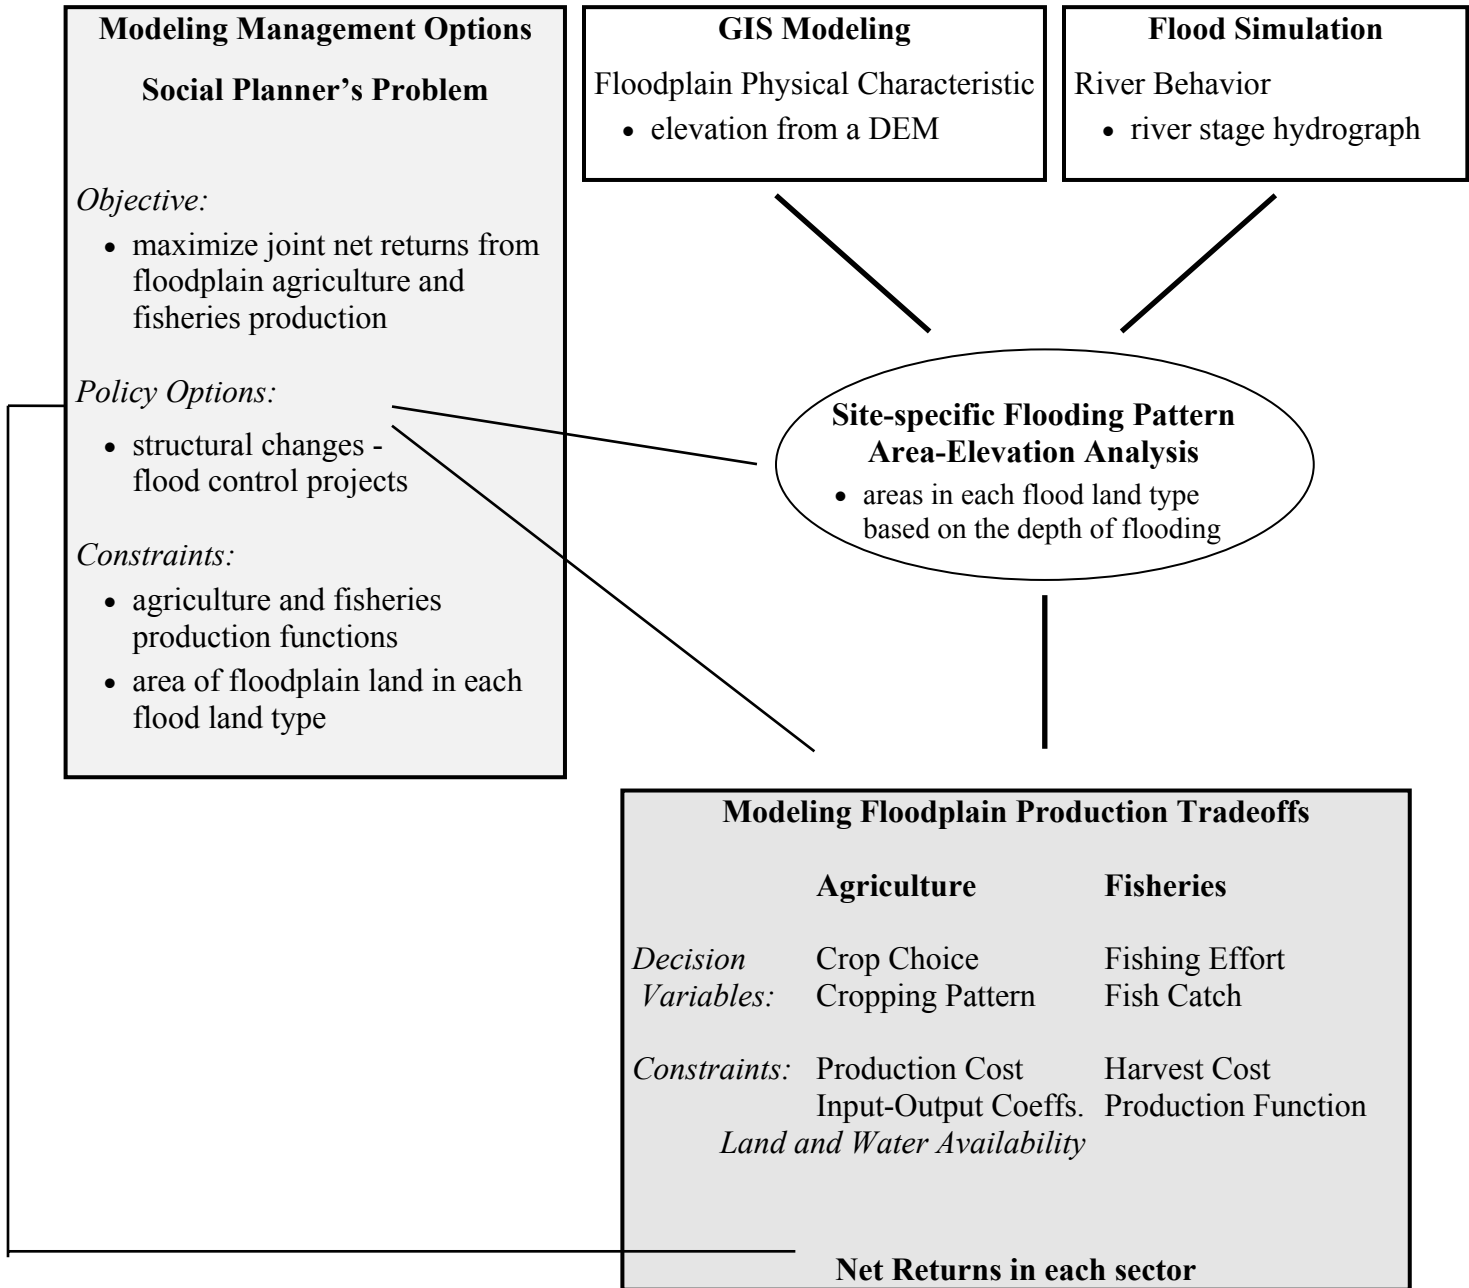 Modeling Management Options
Social Planner’s Problem
Objective:
• maximize joint net returns from
floodplain agriculture and
fisheries production
Policy Options:
• structural changes -
flood control projects
Constraints:
• agriculture and fisheries
production functions
• area of floodplain land in each
flood land type
GIS Modeling
Floodplain Physical Characteristic
• elevation from a DEM
Flood Simulation
River Behavior
• river stage hydrograph
Site-specific Flooding Pattern
Area-Elevation Analysis
• areas in each flood land type
based on the depth of flooding
Modeling Floodplain Production Tradeoffs
Agriculture Fisheries
Decision Crop Choice Fishing Effort
Variables: Cropping Pattern Fish Catch
Constraints: Production Cost Harvest Cost
Input-Output Coeffs. Production Function
Land and Water Availability
Net Returns in each sector